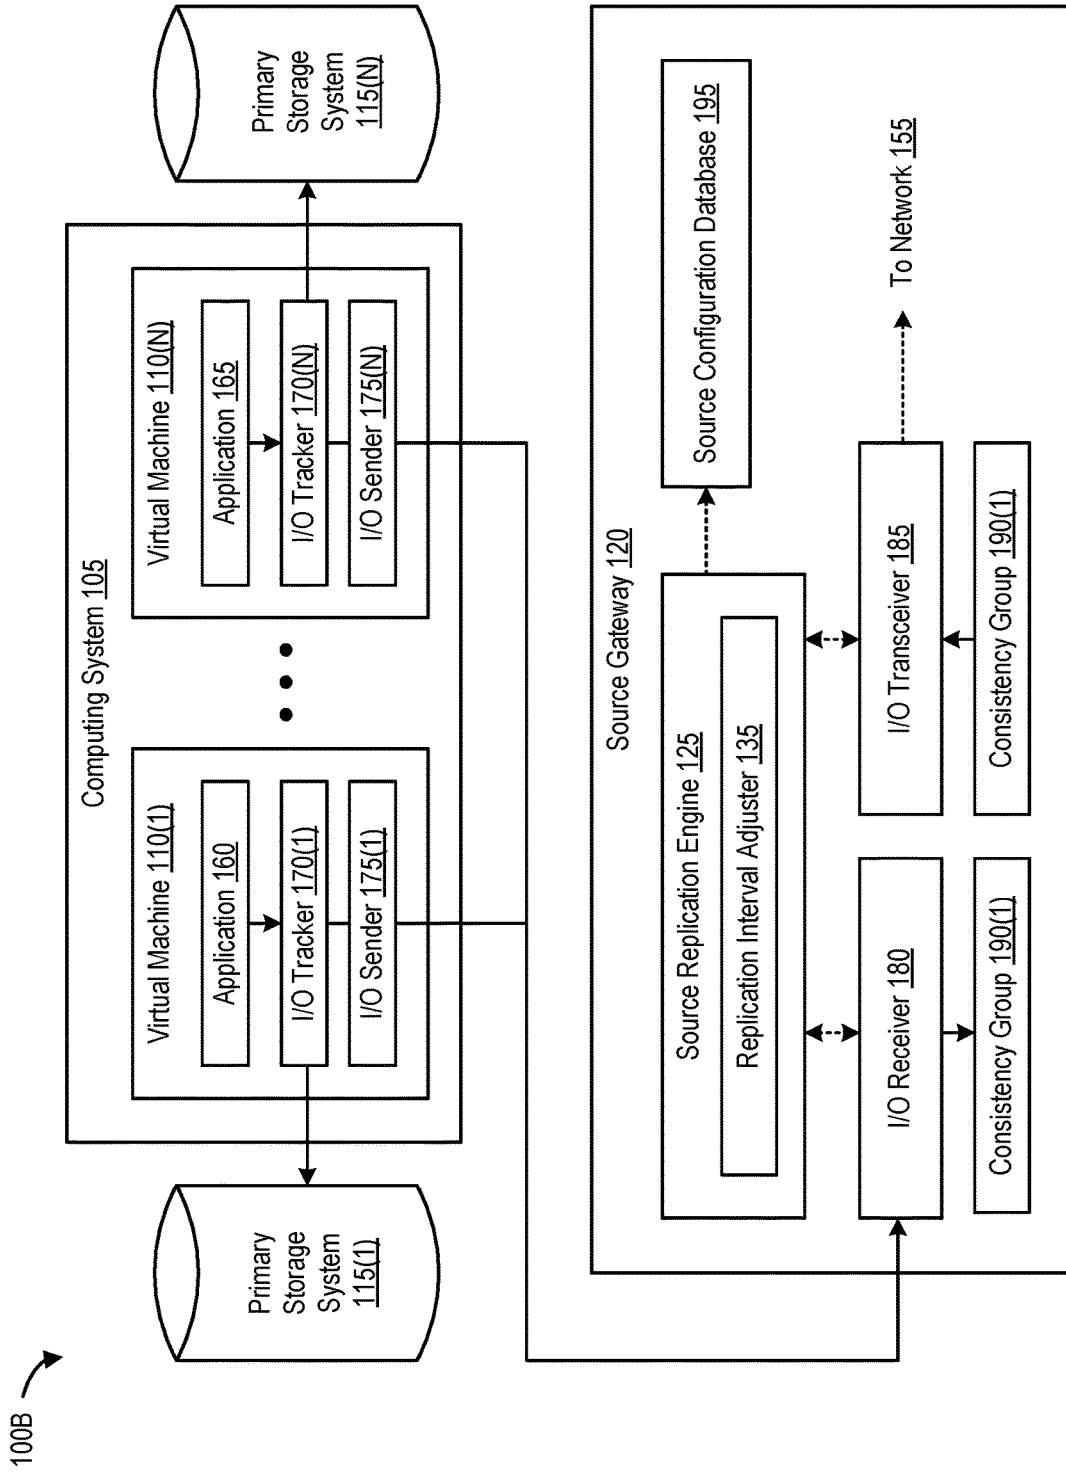 100B
Computing System 105
Primary
Storage
System
115(1)
Virtual Machine 110(1)
Application 160
I/O Tracker 170(1)
I/O Sender 175(1)
Virtual Machine 110(N)
Application 165
I/O Tracker 170(N)
I/O Sender 175(N)
Primary
Storage
System
115(N)
Source Gateway 120
Source Replication Engine 125
Replication Interval Adjuster 135
Source Configuration Database 195
I/O Receiver 180
I/O Transceiver 185
To Network 155
Consistency Group 190(1)
Consistency Group 190(1)